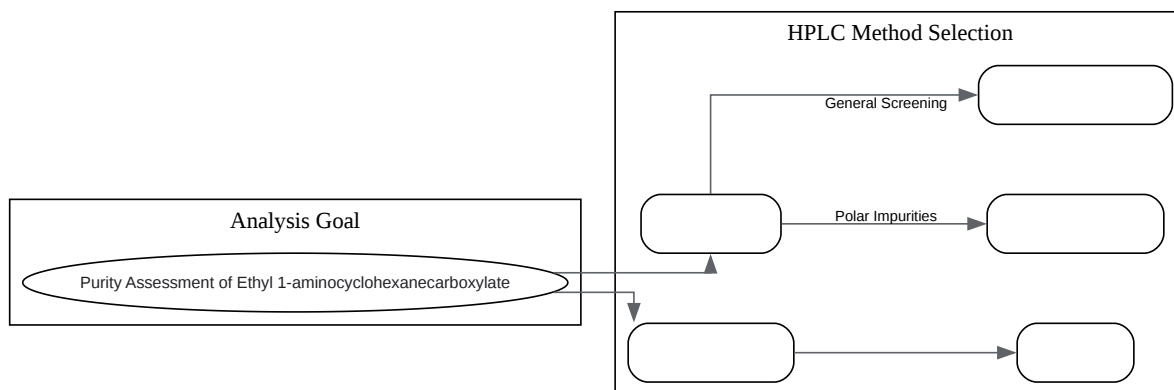 HPLC Method Selection
General Screening
Analysis Goal
Polar Impurities
Purity Assessment of Ethyl 1-aminocyclohexanecarboxylate